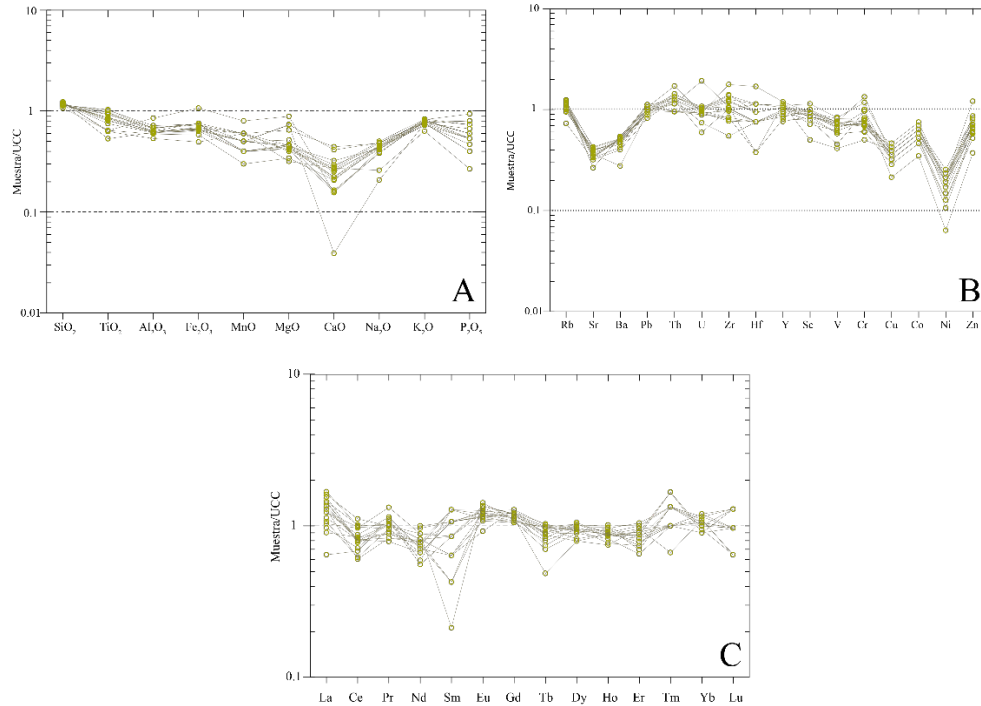 10
1
0.1
0.01
Muestra/UCC
SiO₂ TiO₂ Al₂O₃ Fe₂O₃ MnO MgO CaO Na₂O K₂O P₂O₅
A
10
1
0.1
0.01
Muestra/UCC
Rb Sr Ba Pb Th U Zr Hf Y Sc V Cr Cu Co Ni Zn
B
10
1
0.1
Muestra/UCC
La Ce Pr Nd Sm Eu Gd Tb Dy Ho Er Tm Yb Lu
C